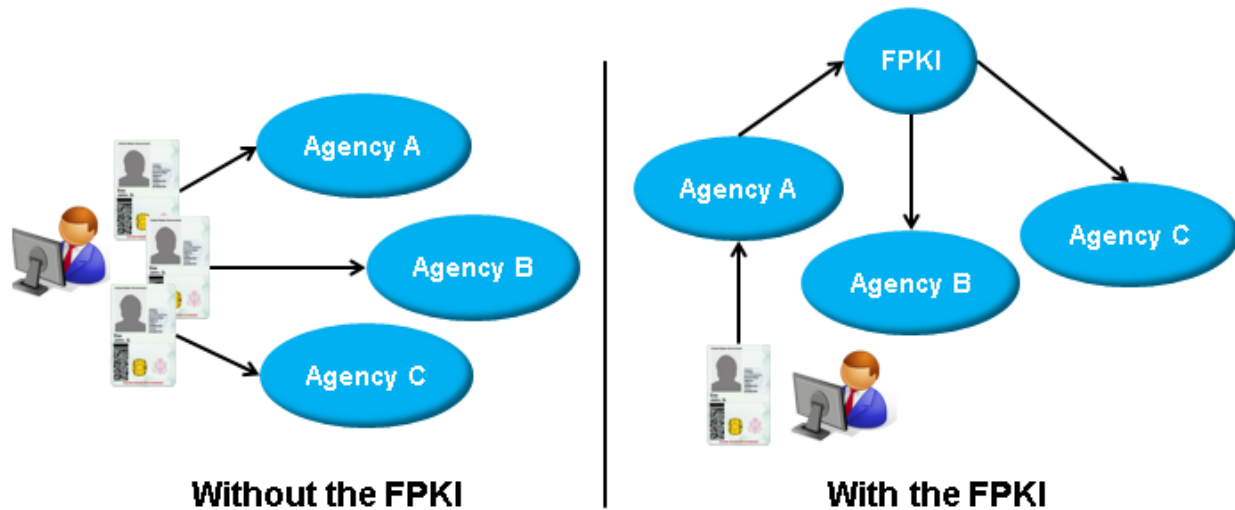 Agency A
Agency B
Agency C
Without the FPKI
FPKI
Agency A
Agency B
Agency C
With the FPKI